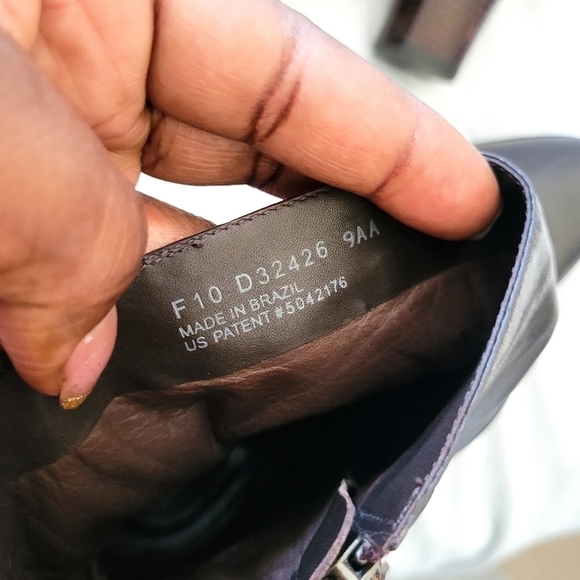 F10 D32426 9AA
MADE IN BRAZIL
US PATENT #5042176